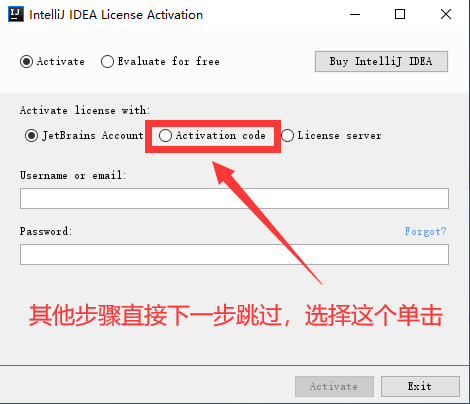 IntelliJ IDEA License Activation
Activate Evaluate for free Buy IntelliJ IDEA
Activate license with:
JetBrains Account Activation code License server
Username or email:
Password: Forgot?
其他步骤直接下一步跳过，选择这个单击
Activate Exit